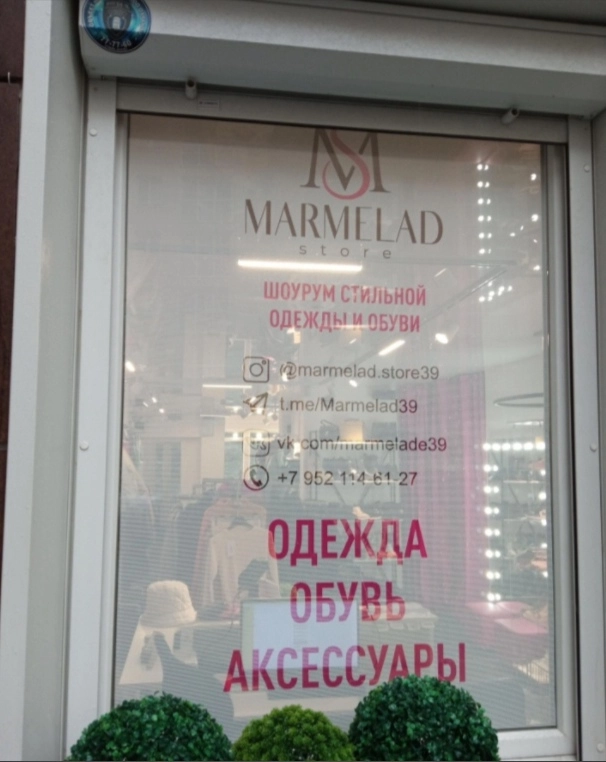 MS
MARMELAD
store
ШОУРУМ СТИЛЬНОЙ
ОДЕЖДЫ И ОБУВИ
@marmelad.store39
t.me/Marmelad39
vk.com/marmelade39
+7 952 114-61-27
ОДЕЖДА
ОБУВЬ
АКСЕССУАРЫ